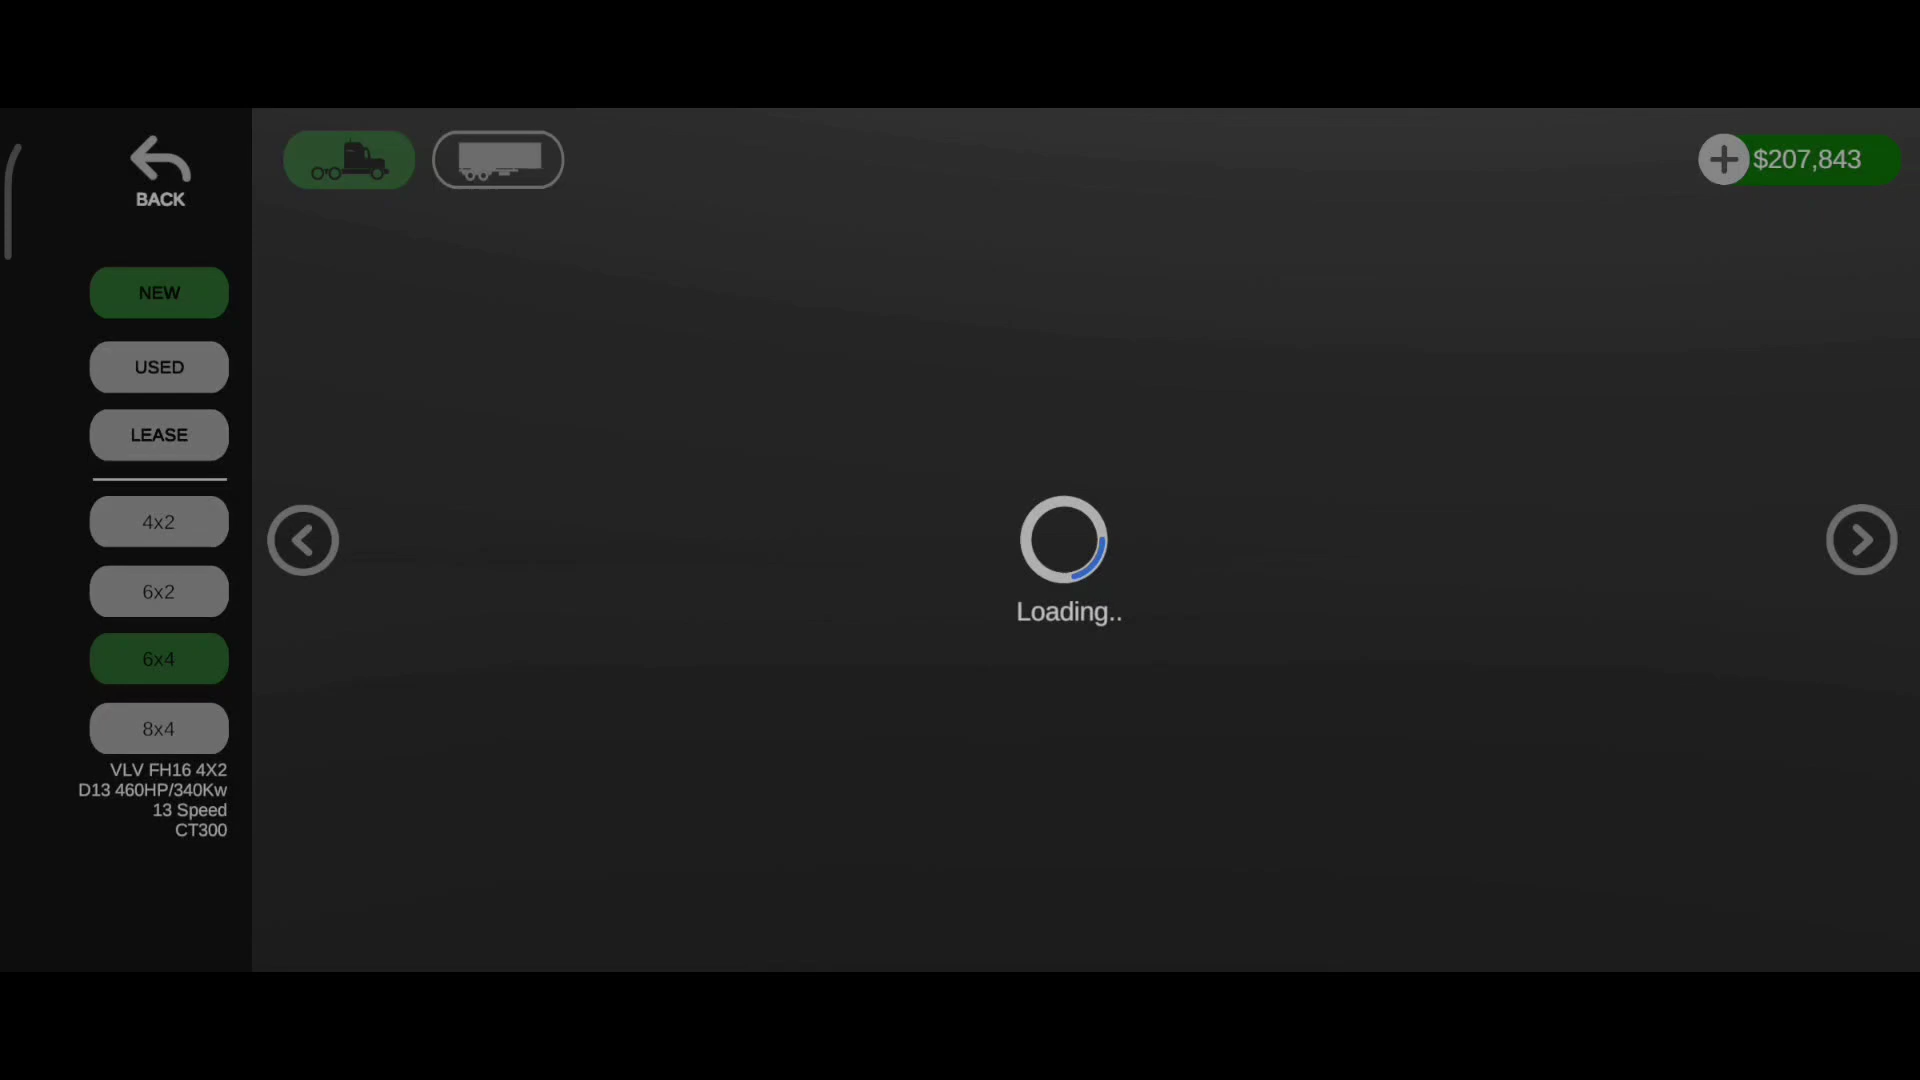 BACK
$207,843
NEW
USED
LEASE
4x2
6x2
6x4
8x4
VLV FH16 4X2
D13 460HP/340Kw
13 Speed
CT300
Loading..